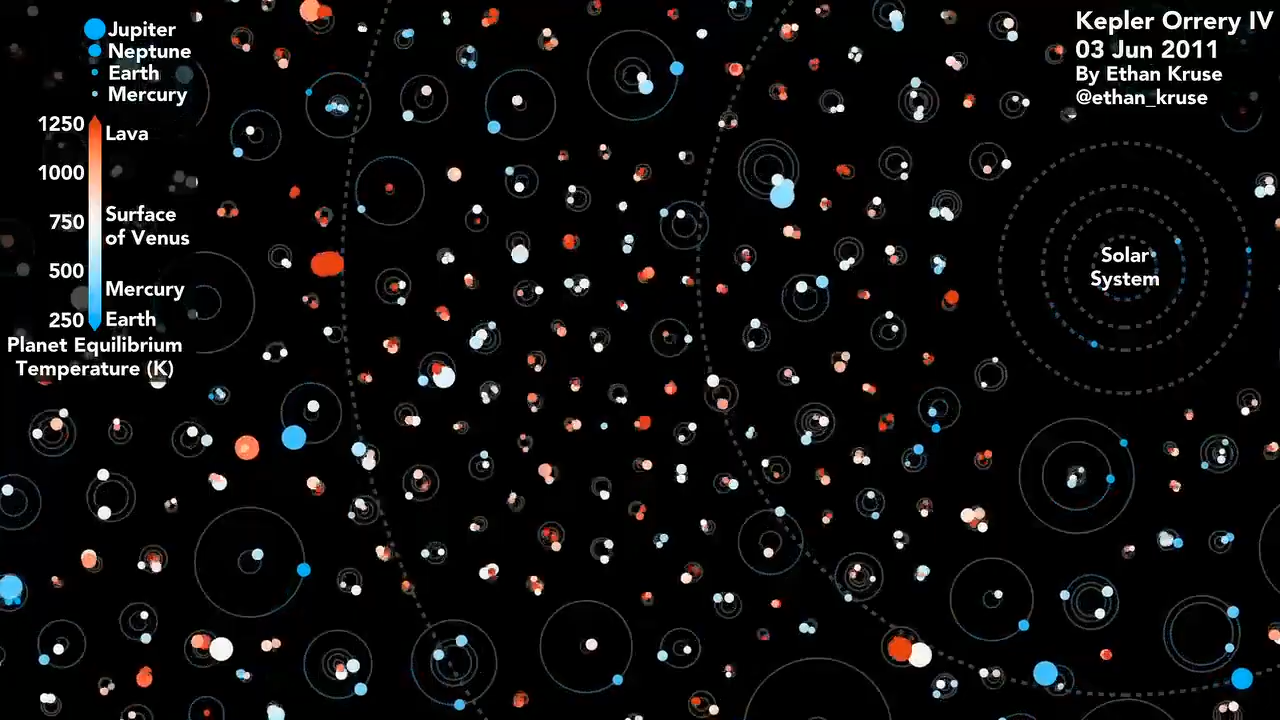 Jupiter
Neptune
Earth
Mercury
1250
Lava
1000
750
Surface
of Venus
500
Mercury
250
Earth
Planet Equilibrium
Temperature (K)
Kepler Orrery IV
03 Jun 2011
By Ethan Kruse
@ethan_kruse
Solar
System